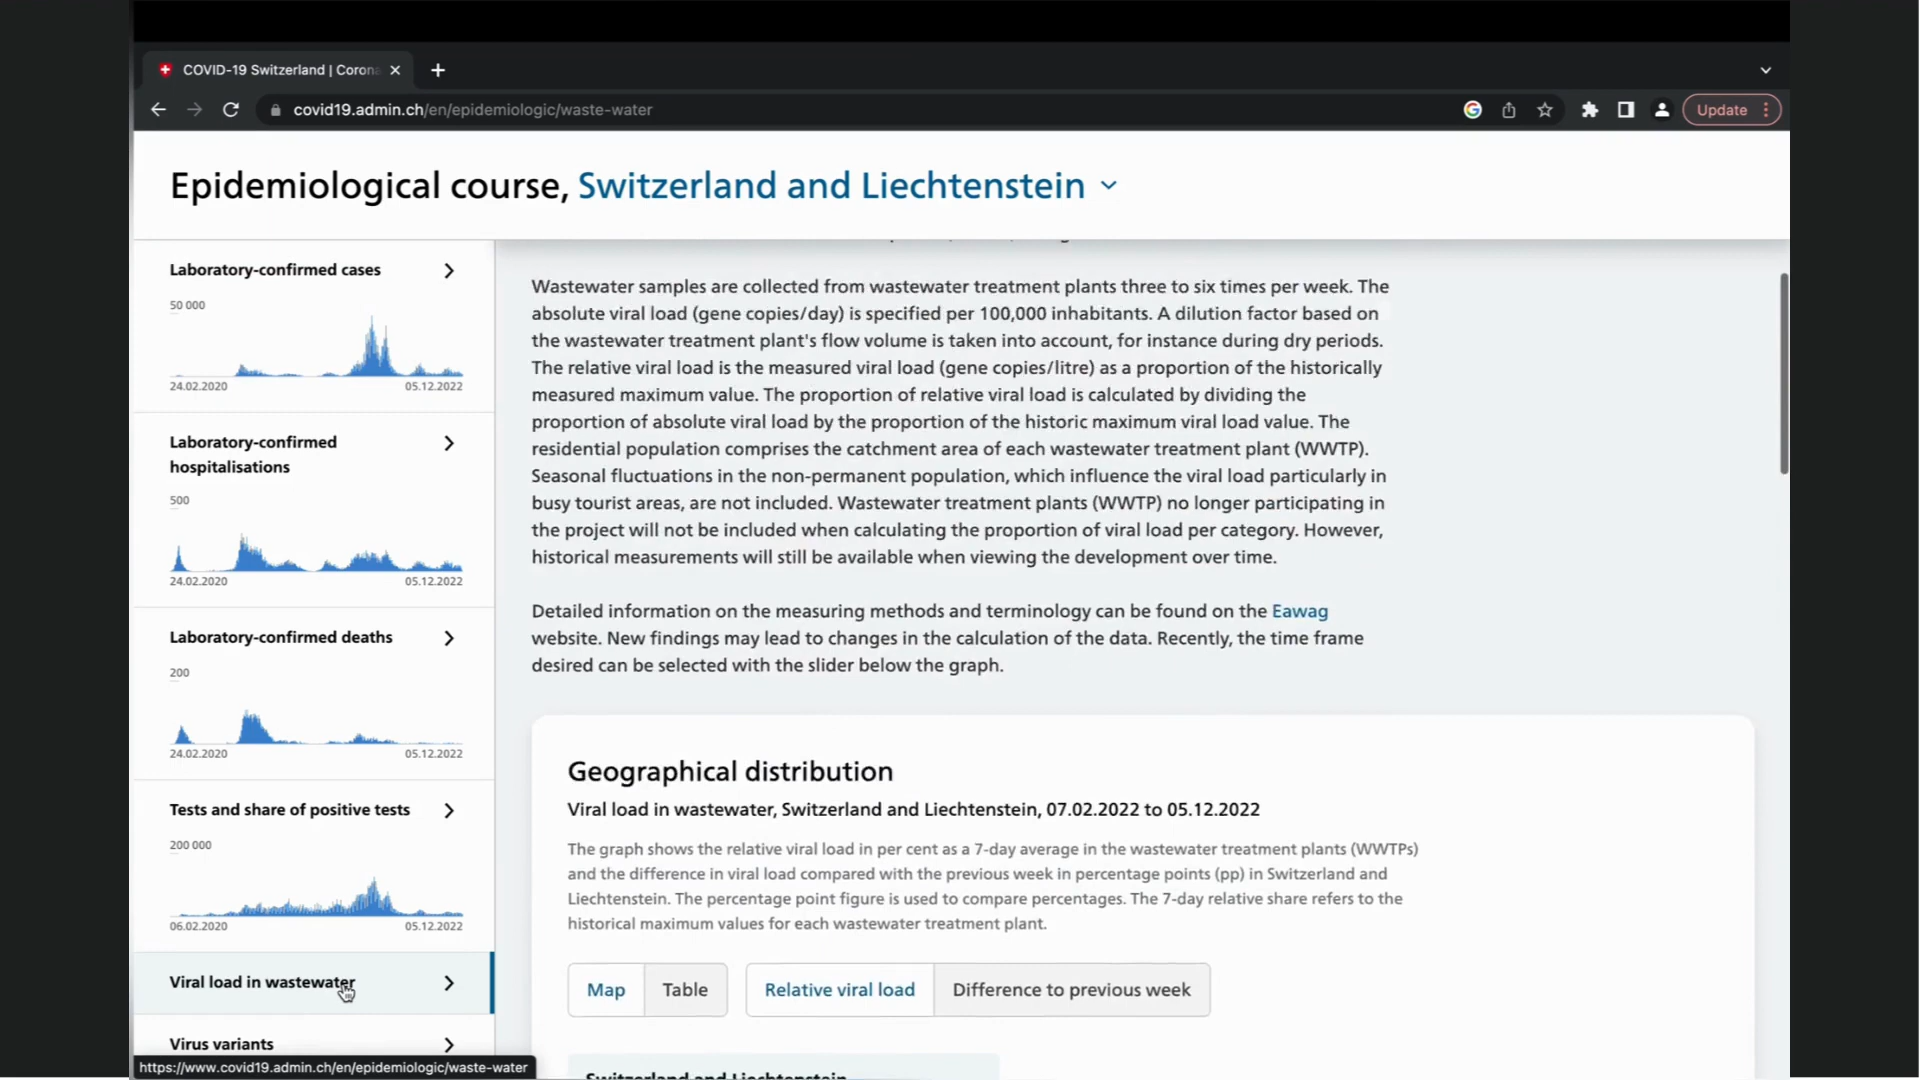 COVID-19 Switzerland | Corona
covid19.admin.ch/en/epidemiologic/waste-water
Update
Epidemiological course, Switzerland and Liechtenstein
Laboratory-confirmed cases
50 000
24.02.2020 05.12.2022
Laboratory-confirmed
hospitalisations
500
24.02.2020 05.12.2022
Laboratory-confirmed deaths
200
24.02.2020 05.12.2022
Tests and share of positive tests
200 000
06.02.2020 05.12.2022
Viral load in wastewater
Virus variants
https://www.covid19.admin.ch/en/epidemiologic/waste-water
Wastewater samples are collected from wastewater treatment plants three to six times per week. The
absolute viral load (gene copies/day) is specified per 100,000 inhabitants. A dilution factor based on
the wastewater treatment plant's flow volume is taken into account, for instance during dry periods.
The relative viral load is the measured viral load (gene copies/litre) as a proportion of the historically
measured maximum value. The proportion of relative viral load is calculated by dividing the
proportion of absolute viral load by the proportion of the historic maximum viral load value. The
residential population comprises the catchment area of each wastewater treatment plant (WWTP).
Seasonal fluctuations in the non-permanent population, which influence the viral load particularly in
busy tourist areas, are not included. Wastewater treatment plants (WWTP) no longer participating in
the project will not be included when calculating the proportion of viral load per category. However,
historical measurements will still be available when viewing the development over time.
Detailed information on the measuring methods and terminology can be found on the Eawag
website. New findings may lead to changes in the calculation of the data. Recently, the time frame
desired can be selected with the slider below the graph.
Geographical distribution
Viral load in wastewater, Switzerland and Liechtenstein, 07.02.2022 to 05.12.2022
The graph shows the relative viral load in per cent as a 7-day average in the wastewater treatment plants (WWTPs)
and the difference in viral load compared with the previous week in percentage points (pp) in Switzerland and
Liechtenstein. The percentage point figure is used to compare percentages. The 7-day relative share refers to the
historical maximum values for each wastewater treatment plant.
Map Table Relative viral load Difference to previous week
Switzerland and Liechtenstein